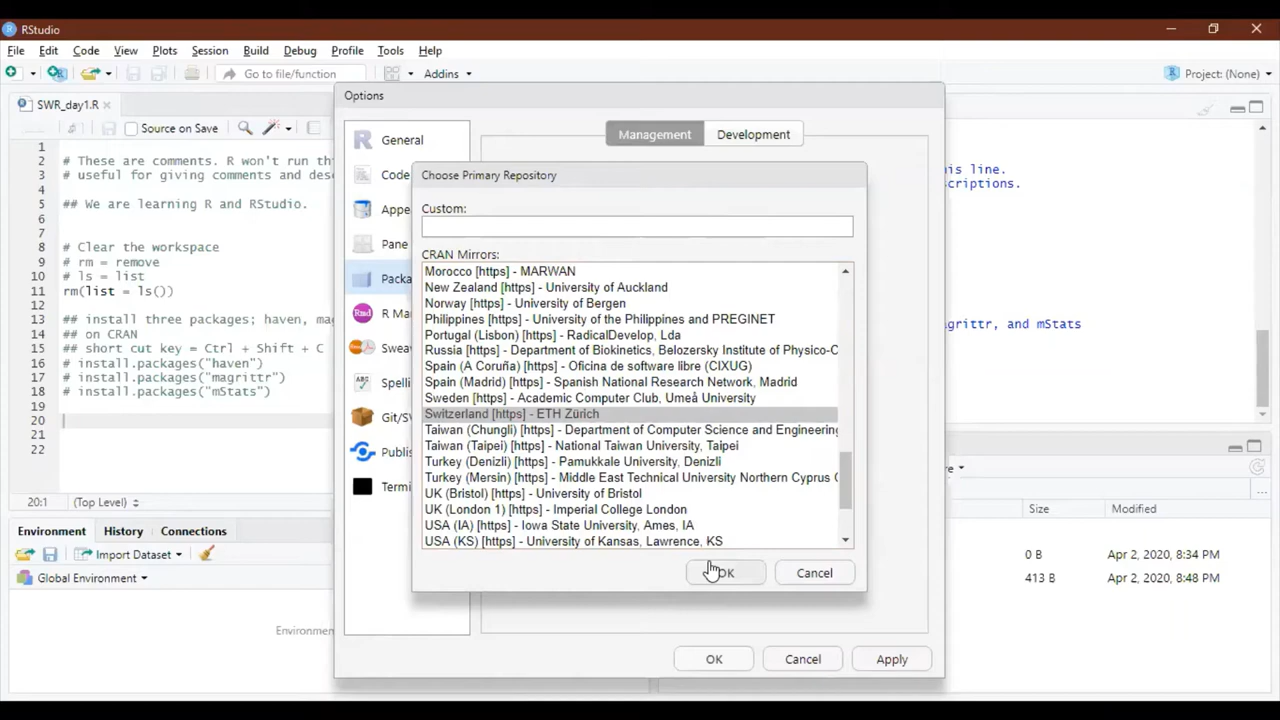 RStudio
File Edit Code View Plots Session Build Debug Profile Tools Help
Go to file/function Addins Project: (None)
SWR_day1.R
Source on Save
1
2 # These are comments. R won't run th
3 # useful for giving comments and des
4
5 ## We are learning R and RStudio.
6
7
8 # Clear the workspace
9 # rm = remove
10 # ls = list
11 rm(list = ls())
12
13 ## install three packages; haven, ma
14 ## on CRAN
15 ## short cut key = Ctrl + Shift + C
16 # install.packages("haven")
17 # install.packages("magrittr")
18 # install.packages("mStats")
19
20
21
22
20:1 (Top Level)
Environment History Connections
Import Dataset
Global Environment
Environmen
Options
General
Code
Appe
Pane
Packa
R Ma
Sweav
Spelli
Git/SV
Publis
Termi
Management Development
Choose Primary Repository
Custom:
CRAN Mirrors:
Morocco [https] - MARWAN
New Zealand [https] - University of Auckland
Norway [https] - University of Bergen
Philippines [https] - University of the Philippines and PREGINET
Portugal (Lisbon) [https] - RadicalDevelop, Lda
Russia [https] - Department of Biokinetics, Belozersky Institute of Physico-C
Spain (A Coruña) [https] - Oficina de software libre (CIXUG)
Spain (Madrid) [https] - Spanish National Research Network, Madrid
Sweden [https] - Academic Computer Club, Umeå University
Switzerland [https] - ETH Zürich
Taiwan (Chungli) [https] - Department of Computer Science and Engineering
Taiwan (Taipei) [https] - National Taiwan University, Taipei
Turkey (Denizli) [https] - Pamukkale University, Denizli
Turkey (Mersin) [https] - Middle East Technical University Northern Cyprus C
UK (Bristol) [https] - University of Bristol
UK (London 1) [https] - Imperial College London
USA (IA) [https] - Iowa State University, Ames, IA
USA (KS) [https] - University of Kansas, Lawrence, KS
OK Cancel
OK Cancel Apply
his line.
criptions.
agrittr, and mStats
e
Size Modified
0 B Apr 2, 2020, 8:34 PM
413 B Apr 2, 2020, 8:48 PM